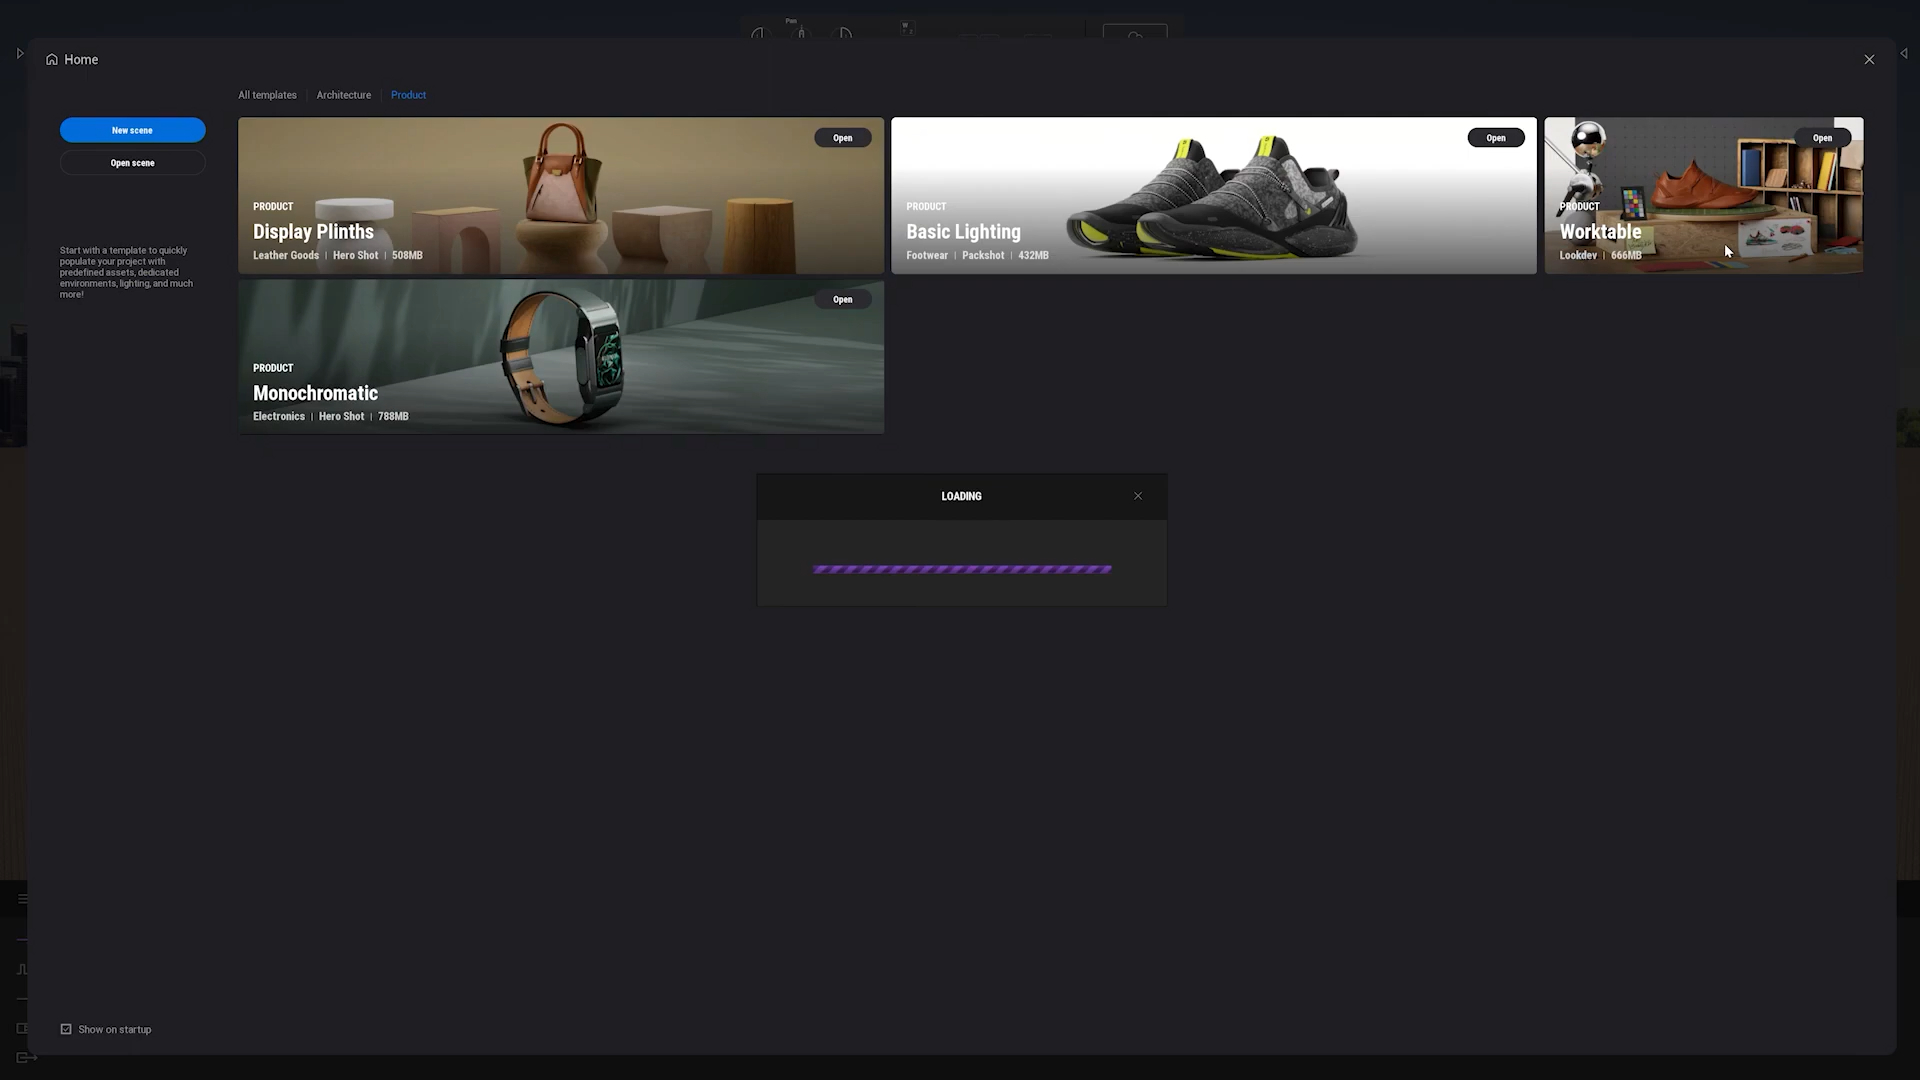 Pan
W
Home
All templates
Architecture
Product
New scene
Open scene
Start with a template to quickly
populate your project with
predefined assets, dedicated
environments, lighting, and much
more!
Open
PRODUCT
Display Plinths
Leather Goods | Hero Shot | 508MB
Open
PRODUCT
Basic Lighting
Footwear | Packshot | 432MB
Open
PRODUCT
Worktable
Lookdev | 666MB
Open
PRODUCT
Monochromatic
Electronics | Hero Shot | 788MB
LOADING
Show on startup